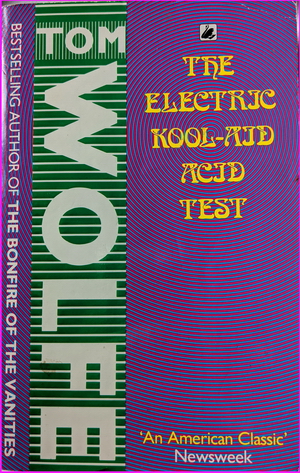 BESTSELLING AUTHOR OF THE BONFIRE OF THE VANITIES
TOM
WOLFE
THE
ELECTRIC
KOOL-AID
ACID
TEST
'An American Classic'
Newsweek